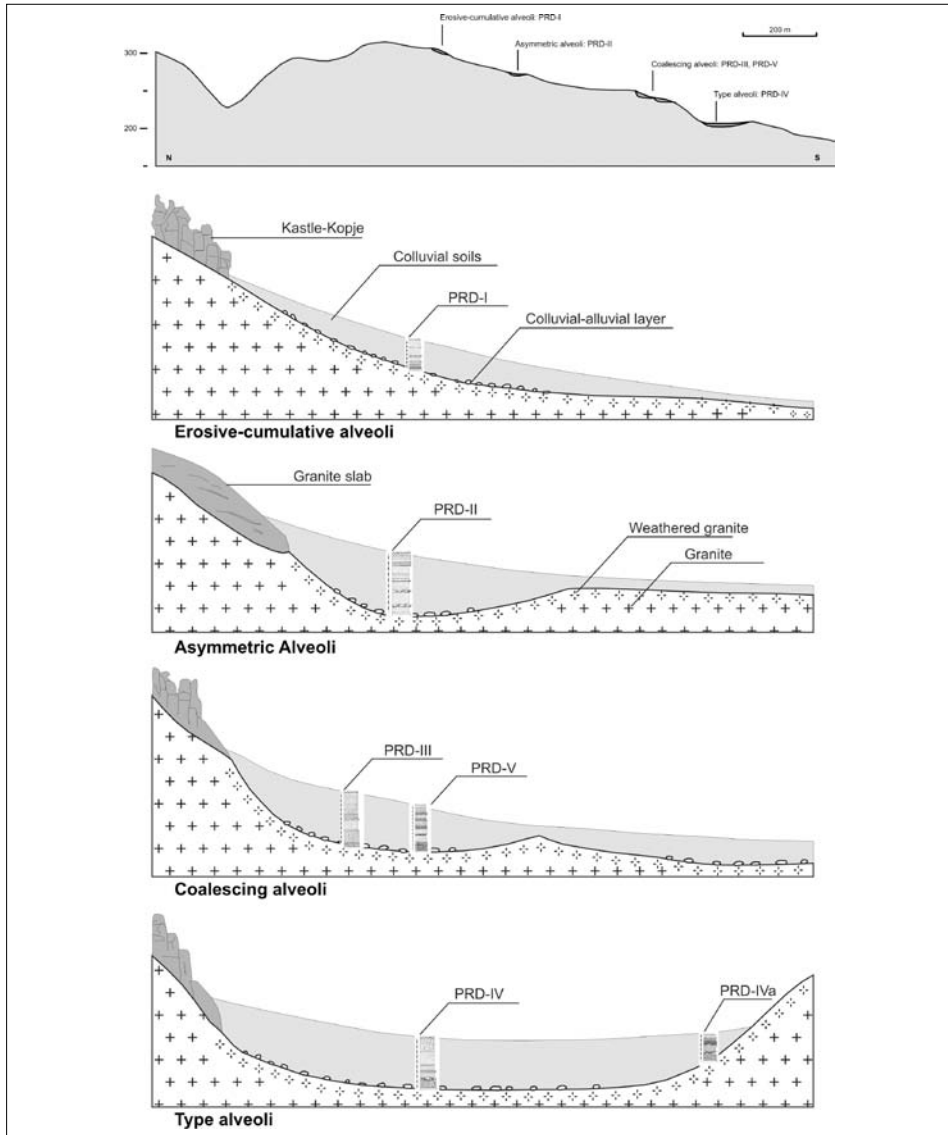 Erosive-cumulative alveoli: PRD-I
200 m
Asymmetric alveoli: PRD-II
300
Coalescing alveoli: PRD-III, PRD-V
Type alveoli: PRD-IV
200
N
S
Kastle-Kopje
Colluvial soils
PRD-I
Colluvial-alluvial layer
Erosive-cumulative alveoli
Granite slab
PRD-II
Weathered granite
Granite
Asymmetric Alveoli
PRD-III
PRD-V
Coalescing alveoli
PRD-IV
PRD-IVa
Type alveoli